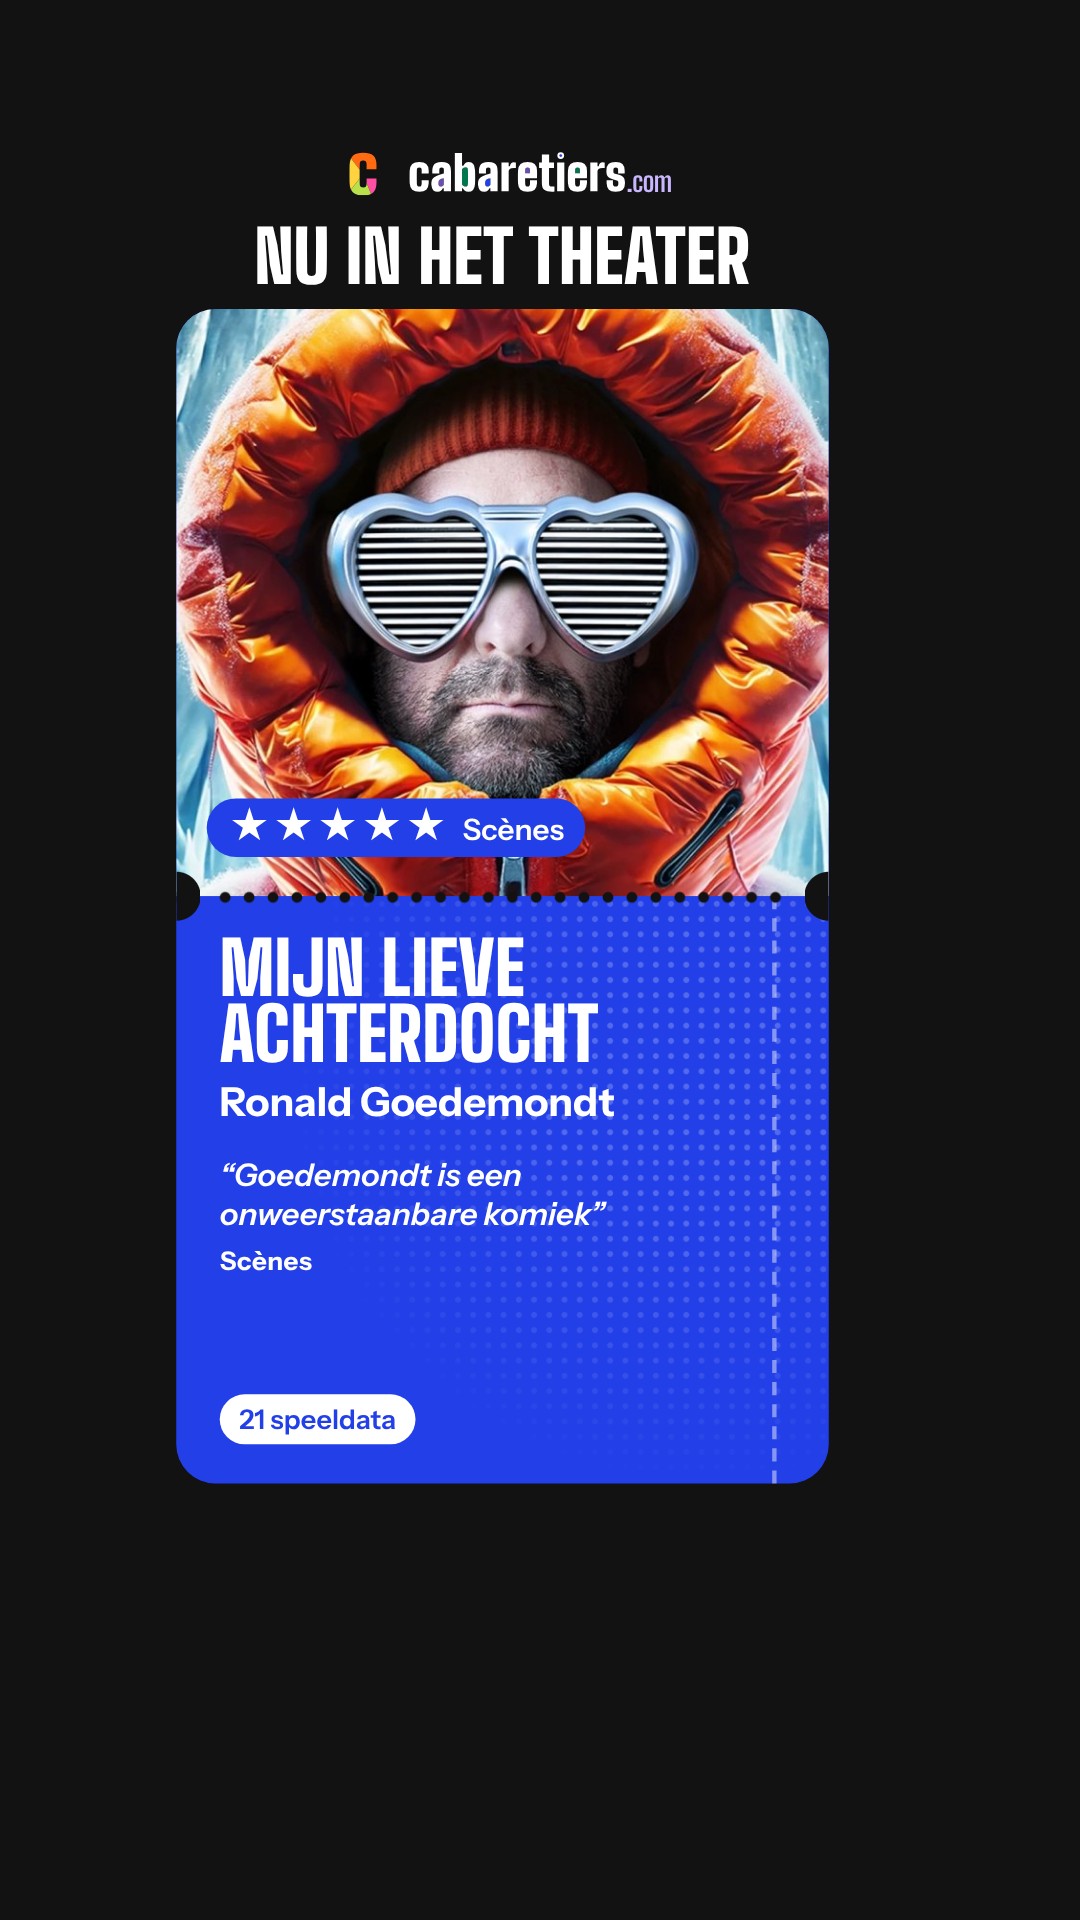 cabaretiers.com
NU IN HET THEATER
★★★★★ Scènes
MIJN LIEVE
ACHTERDOCHT
Ronald Goedemondt
“Goedemondt is een
onweerstaanbare komiek”
Scènes
21 speeldata